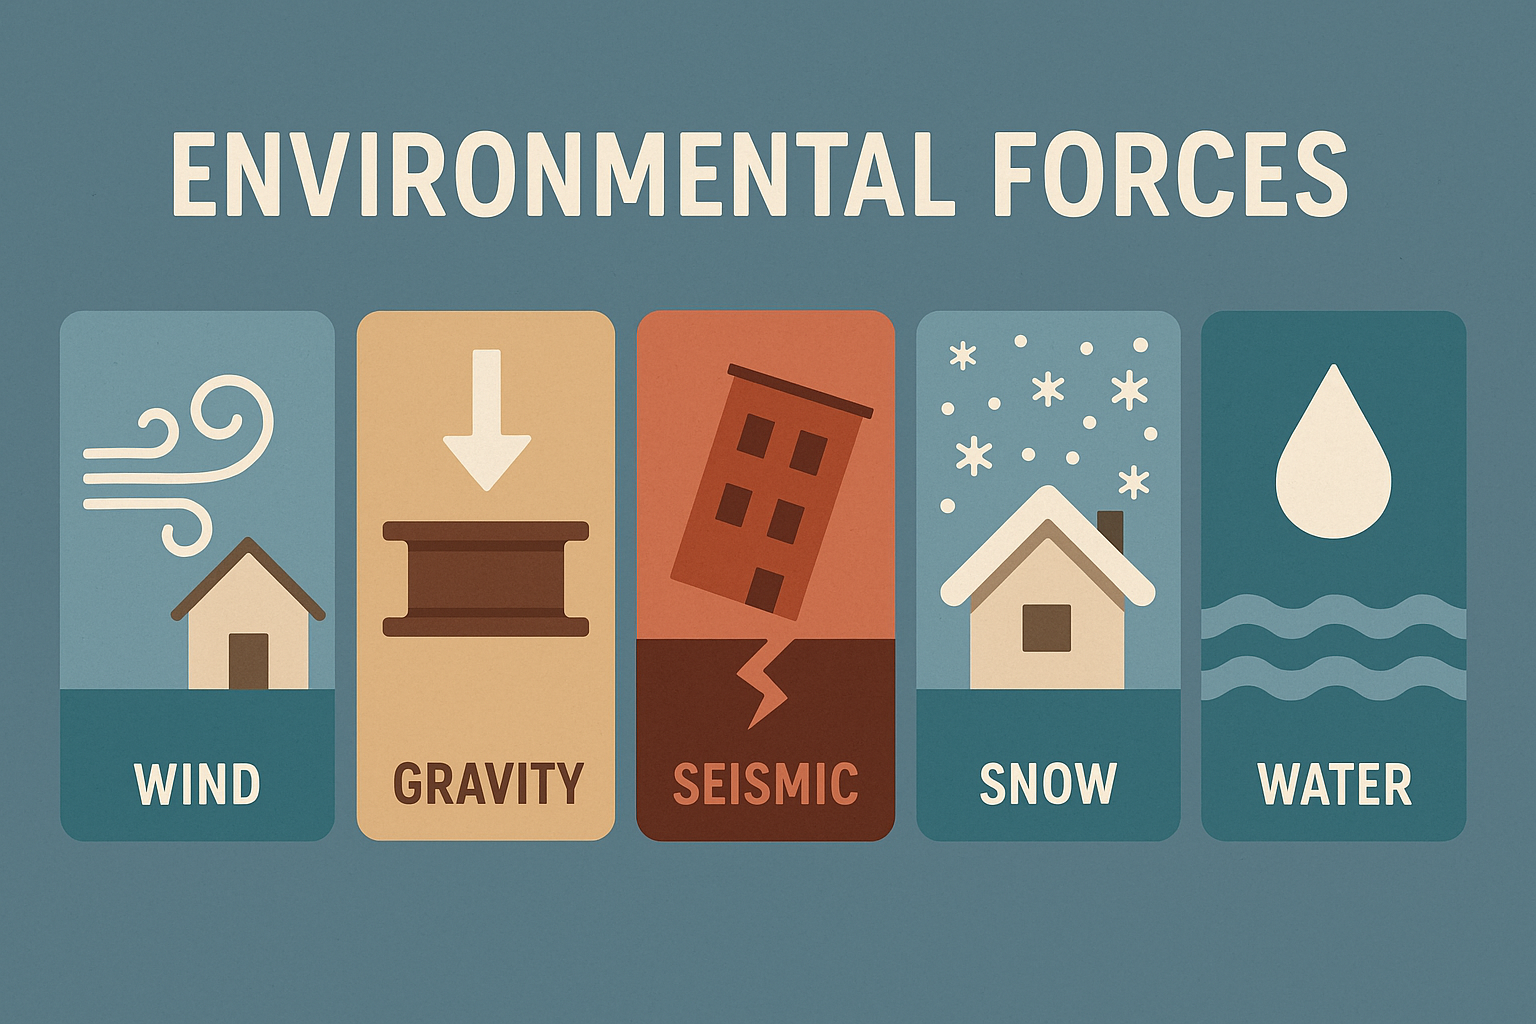 ENVIRONMENTAL FORCES
WIND
GRAVITY
SEISMIC
SNOW
WATER